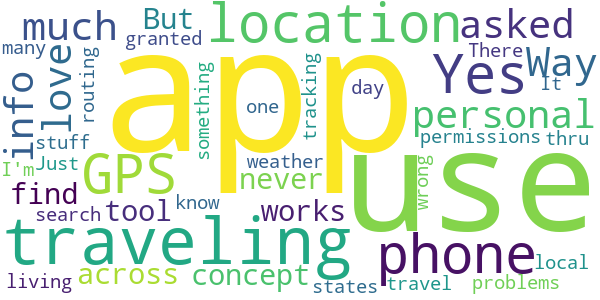 much
But
granted
location
asked
many
routing
There
info
love
app
Yes
Way
It
something
tracking
one
day
personal
stuff
permissions
thru
I'm
Just
GPS
weather
never
wrong
use
find
search
tool
know
works
traveling
phone
local
living
across
concept
states
travel
problems